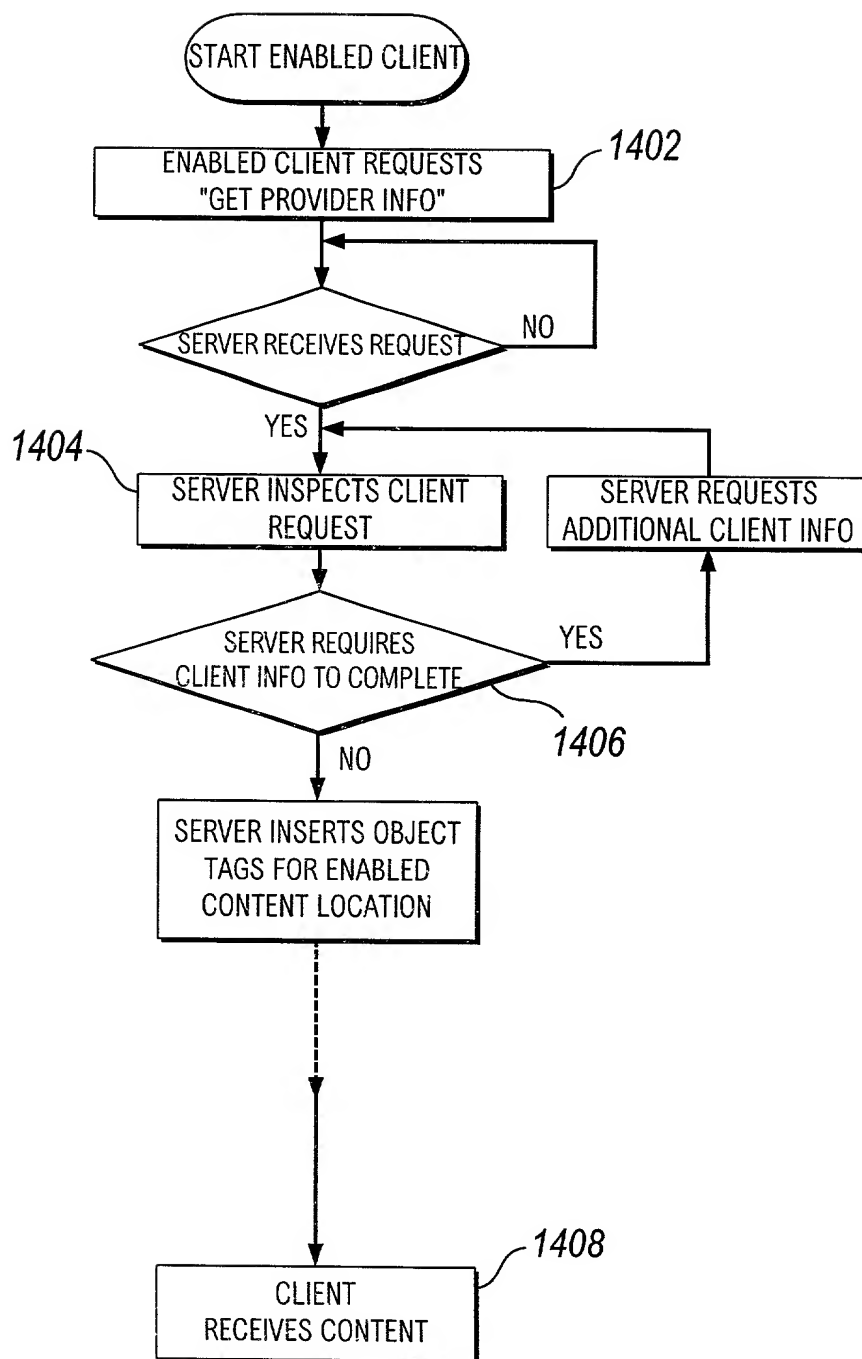 START ENABLED CLIENT
ENABLED CLIENT REQUESTS
"GET PROVIDER INFO"
1402
SERVER RECEIVES REQUEST
NO
YES
1404
SERVER INSPECTS CLIENT
REQUEST
SERVER REQUESTS
ADDITIONAL CLIENT INFO
SERVER REQUIRES
CLIENT INFO TO COMPLETE
YES
1406
NO
SERVER INSERTS OBJECT
TAGS FOR ENABLED
CONTENT LOCATION
1408
CLIENT
RECEIVES CONTENT